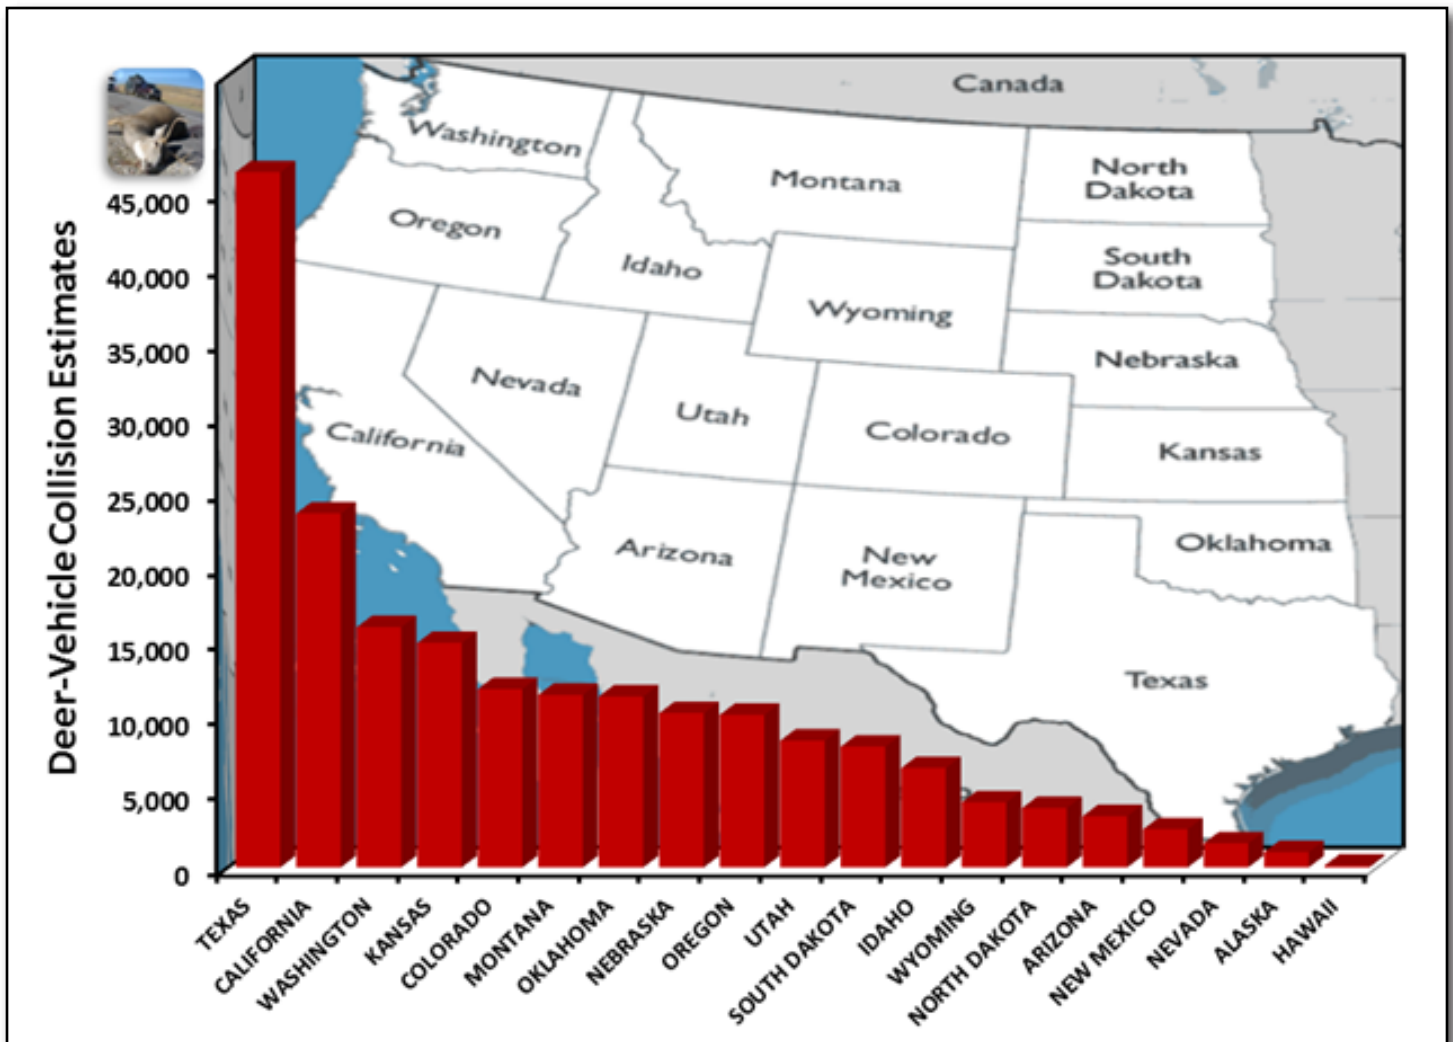 Canada
Washington
Montana
North
Dakota
Oregon
Idaho
South
Dakota
Wyoming
Nebraska
Nevada
Utah
Colorado
California
Kansas
Arizona
New
Mexico
Oklahoma
Texas
Deer-Vehicle Collision Estimates
45,000
40,000
35,000
30,000
25,000
20,000
15,000
10,000
5,000
0
TEXAS
CALIFORNIA
WASHINGTON
KANSAS
COLORADO
MONTANA
OKLAHOMA
NEBRASKA
OREGON
UTAH
SOUTH DAKOTA
IDAHO
WYOMING
NORTH DAKOTA
ARIZONA
NEW MEXICO
NEVADA
ALASKA
HAWAII